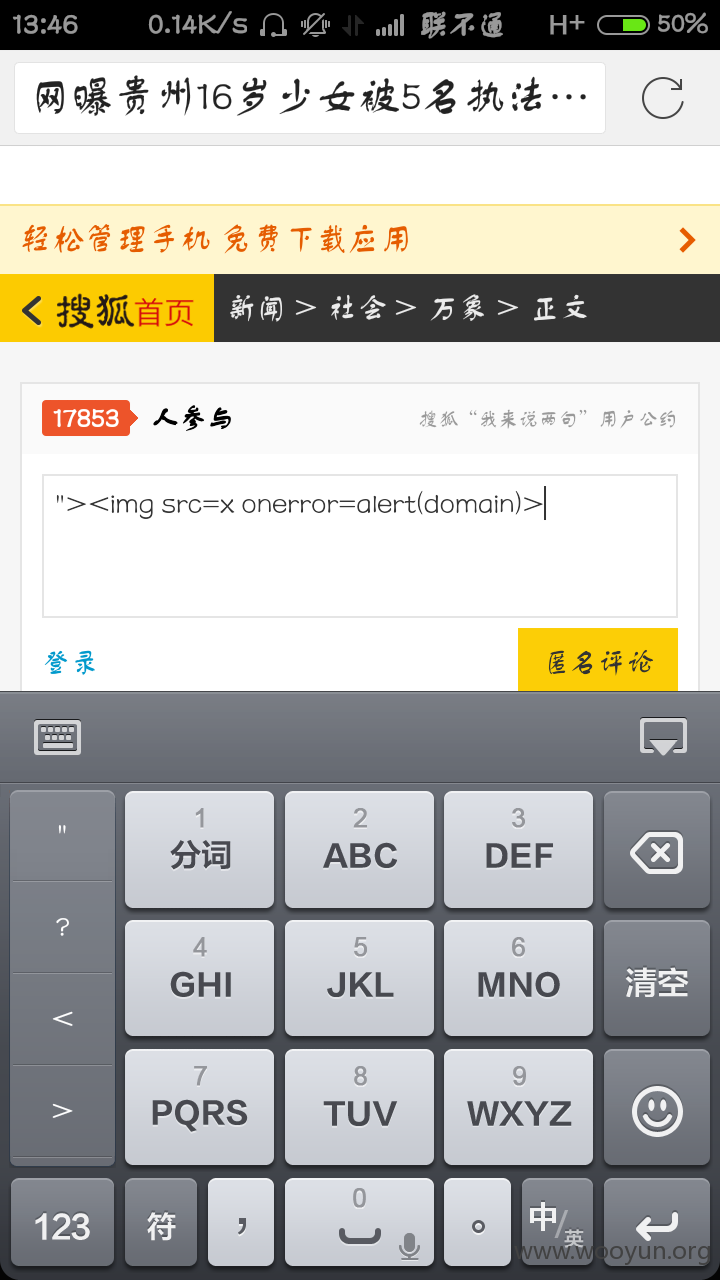 13:46 0.14K/s 联不通 H+ 50%
网曝贵州16岁少女被5名执法…
轻松管理手机 免费下载应用
搜狐首页 新闻 > 社会 > 万象 > 正文
17853 人参与 搜狐“我来说两句”用户公约
"><img src=x onerror=alert(domain)>
登录 匿名评论
" 1 2 3
分词 ABC DEF
?
4 5 6
GHI JKL MNO 清空
<
7 8 9
> PQRS TUV WXYZ
0
123 符 ， 。 中/英
www.wooyun.org